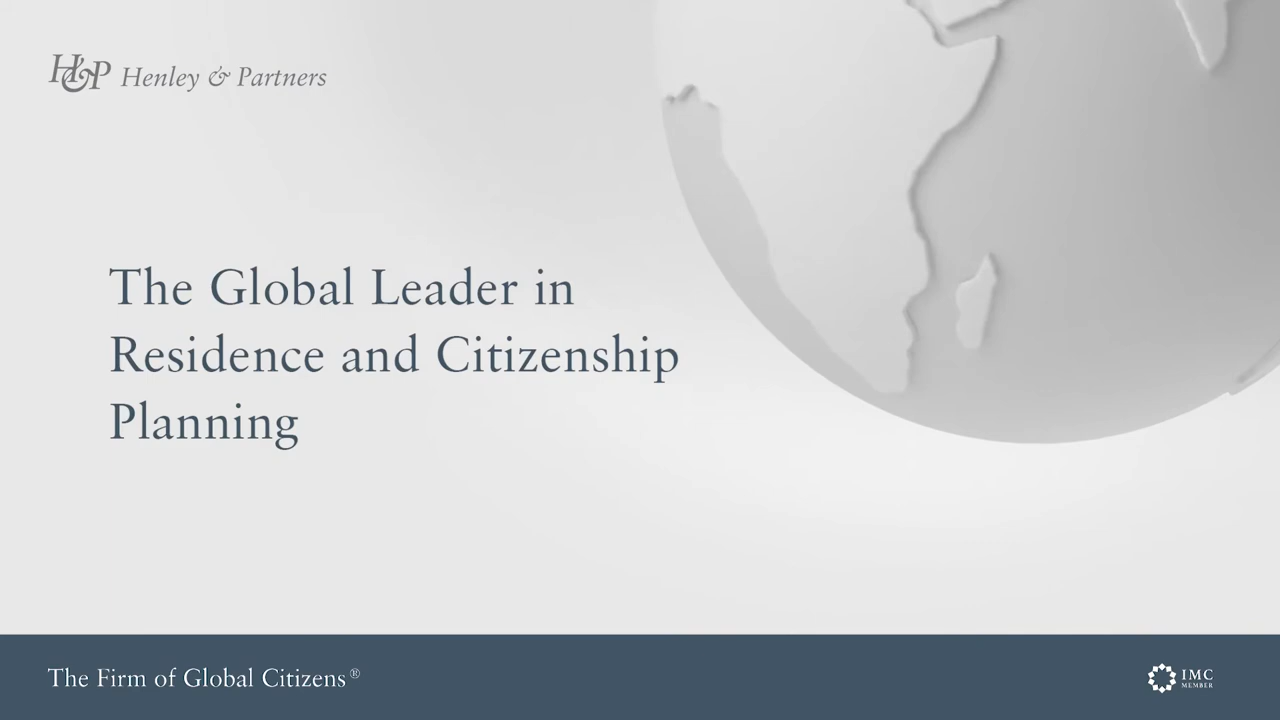 H&P Henley & Partners
The Global Leader in
Residence and Citizenship
Planning
The Firm of Global Citizens®
IMC
MEMBER